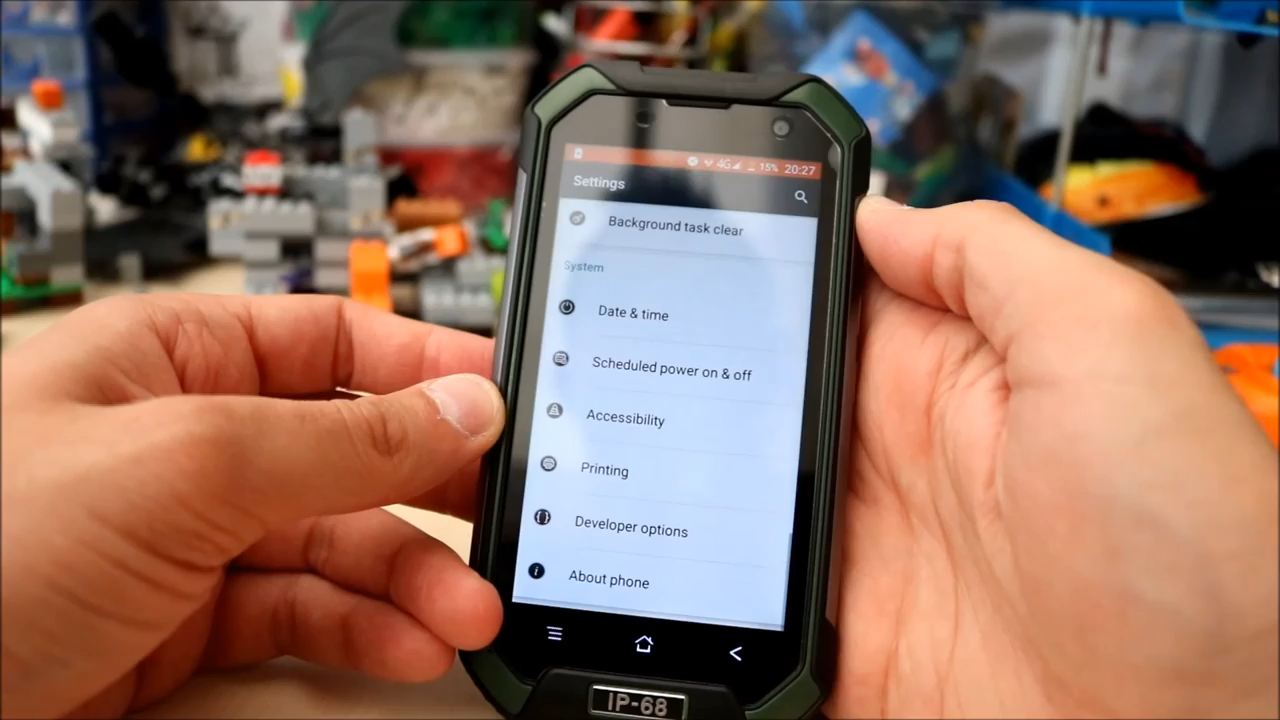 4G 15% 20:27
Settings
Background task clear
System
Date & time
Scheduled power on & off
Accessibility
Printing
Developer options
About phone
IP-68